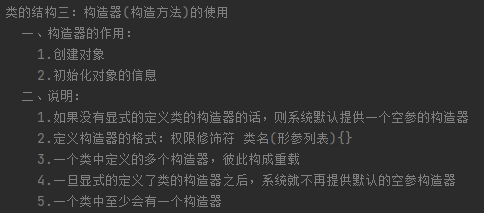 类的结构三：构造器(构造方法)的使用
一、构造器的作用：
1.创建对象
2.初始化对象的信息
二、说明：
1.如果没有显式的定义类的构造器的话，则系统默认提供一个空参的构造器
2.定义构造器的格式：权限修饰符 类名(形参列表){}
3.一个类中定义的多个构造器，彼此构成重载
4.一旦显式的定义了类的构造器之后，系统就不再提供默认的空参构造器
5.一个类中至少会有一个构造器